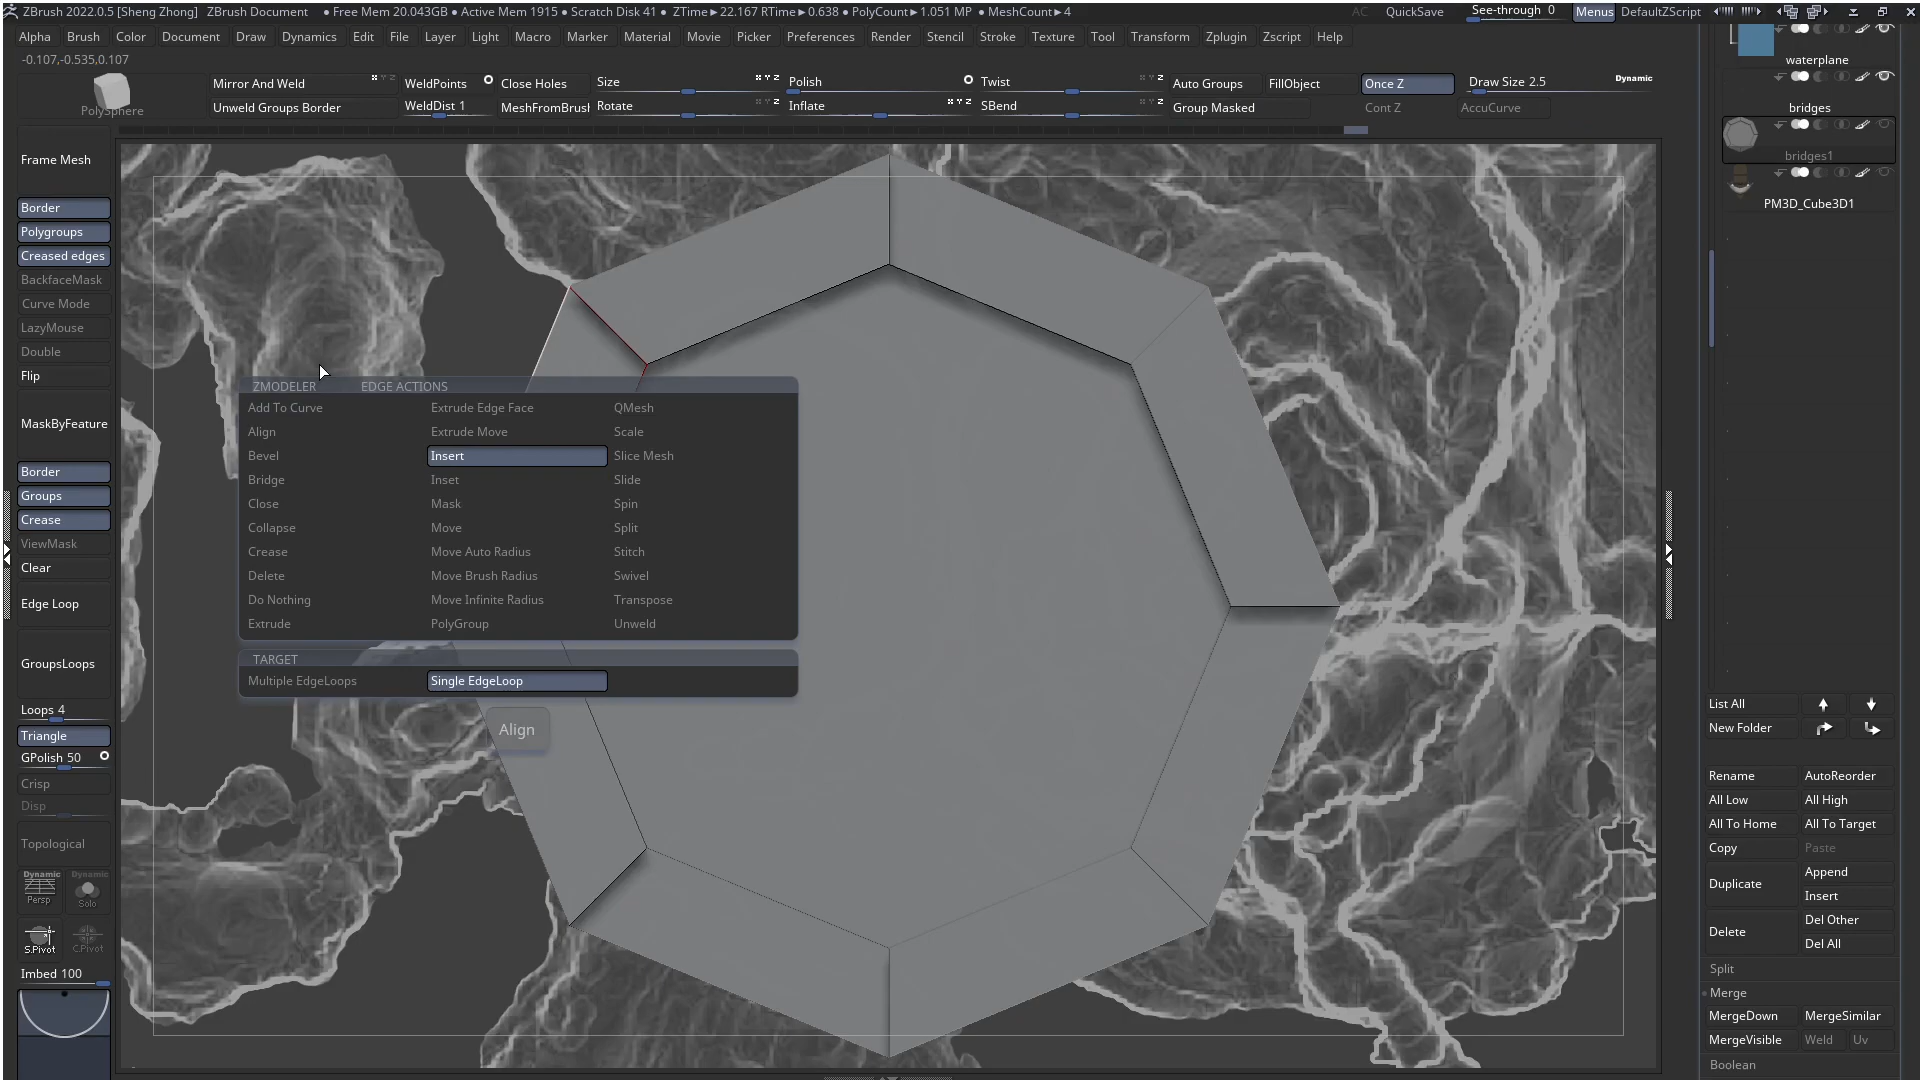 ZBrush 2022.0.5 [Sheng Zhong] ZBrush Document ● Free Mem 20.043GB ● Active Mem 1915 ● Scratch Disk 41 ● ZTime▶22.167 RTime▶0.638 ● PolyCount▶1.051 MP ● MeshCount▶4 AC QuickSave See-through 0 Menus DefaultZScript
Alpha Brush Color Document Draw Dynamics Edit File Layer Light Macro Marker Material Movie Picker Preferences Render Stencil Stroke Texture Tool Transform Zplugin Zscript Help
-0.107,-0.535,0.107
waterplane
PolySphere
Mirror And Weld WeldPoints Close Holes Size Polish Twist Auto Groups FillObject Once Z Draw Size 2.5 Dynamic
Unweld Groups Border WeldDist 1 MeshFromBrush Rotate Inflate SBend Group Masked Cont Z AccuCurve
bridges
bridges1
PM3D_Cube3D1
Frame Mesh
Border
Polygroups
Creased edges
BackfaceMask
Curve Mode
LazyMouse
Double
Flip
MaskByFeature
Border
Groups
Crease
ViewMask
Clear
Edge Loop
GroupsLoops
Loops 4
Triangle
GPolish 50
Crisp
Disp
Topological
Dynamic Dynamic
Persp Solo
S.Pivot C.Pivot
Imbed 100
ZMODELER EDGE ACTIONS
Add To Curve Extrude Edge Face QMesh
Align Extrude Move Scale
Bevel Insert Slice Mesh
Bridge Inset Slide
Close Mask Spin
Collapse Move Split
Crease Move Auto Radius Stitch
Delete Move Brush Radius Swivel
Do Nothing Move Infinite Radius Transpose
Extrude PolyGroup Unweld
TARGET
Multiple EdgeLoops Single EdgeLoop
Align
List All
New Folder
Rename AutoReorder
All Low All High
All To Home All To Target
Copy Paste
Duplicate Append
Insert
Delete Del Other
Del All
Split
Merge
MergeDown MergeSimilar
MergeVisible Weld Uv
Boolean